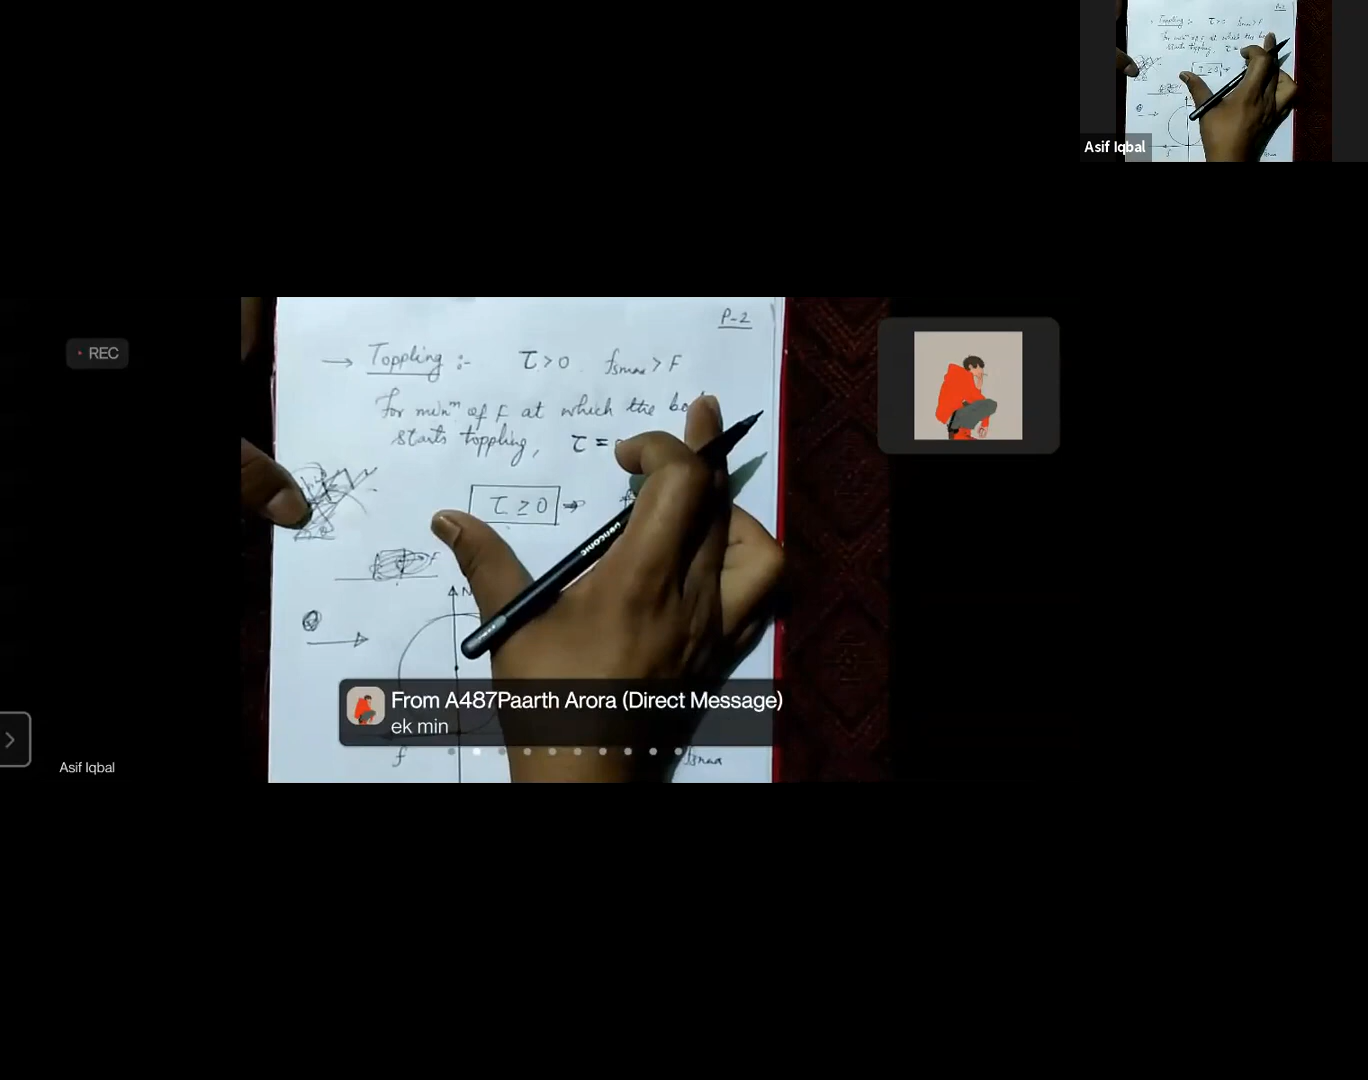 Asif Iqbal
REC
P-2
→ Toppling :- τ > 0 fsmax > F
For minᵐ of F at which the
starts toppling, τ =
τ ≥ 0 ⇒
F
N
From A487Paarth Arora (Direct Message)
ek min
f
fsmax
Asif Iqbal